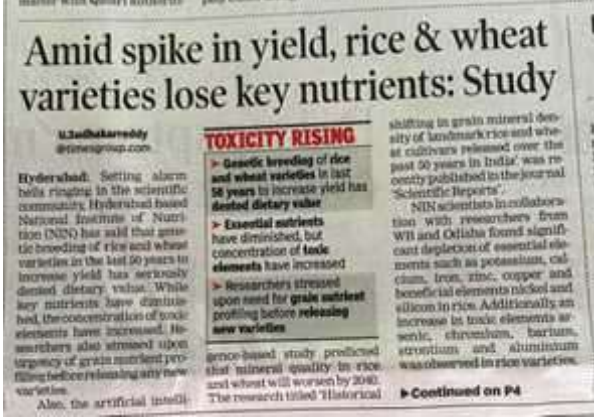 Amid spike in yield, rice & wheat
varieties lose key nutrients: Study
U.Sudhakarreddy
@timesgroup.com
Hyderabad: Setting alarm
bells ringing in the scientific
community, Hyderabad based
National Institute of Nutri-
tion (NIN) has said that gene-
tic breeding of rice and wheat
varieties in the last 50 years to
increase yield has seriously
dented dietary value. While
key nutrients have diminis-
hed, the concentration of toxic
elements have increased. Re-
searchers also stressed upon
urgency of grain nutrient pro-
filing before releasing any new
varieties.
Also, the artificial intelli-
TOXICITY RISING
➤ Genetic breeding of rice
and wheat varieties in last
50 years to increase yield has
dented dietary value
➤ Essential nutrients
have diminished, but
concentration of toxic
elements have increased
➤ Researchers stressed
upon need for grain nutrient
profiling before releasing
new varieties
gence-based study predicted
that mineral quality in rice
and wheat will worsen by 2040.
The research titled 'Historical
shifting in grain mineral den-
sity of landmark rice and whe-
at cultivars released over the
past 50 years in India' was re-
cently published in the journal
'Scientific Reports'.
NIN scientists in collabora-
tion with researchers from
WB and Odisha found signifi-
cant depletion of essential ele-
ments such as potassium, cal-
cium, iron, zinc, copper and
beneficial elements nickel and
silicon in rice. Additionally, an
increase in toxic elements ar-
senic, chromium, barium,
strontium and aluminium
was observed in rice varieties.
➤Continued on P4